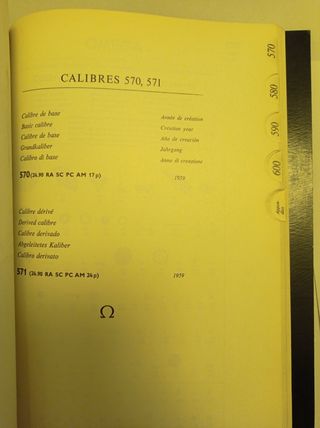 CALIBRES 570, 571
Calibre de base
Basic calibre
Calibre de base
Grundkaliber
Calibro di base
Année de création
Creation year
Año de creación
Jahrgang
Anno di creazione
570 (24.90 RA SC PC AM 17 p) 1959
Calibre dérivé
Derived calibre
Calibre derivado
Abgeleitetes Kaliber
Calibro derivato
571 (24.90 RA SC PC AM 24 p) 1959
Ω
570
580
590
600